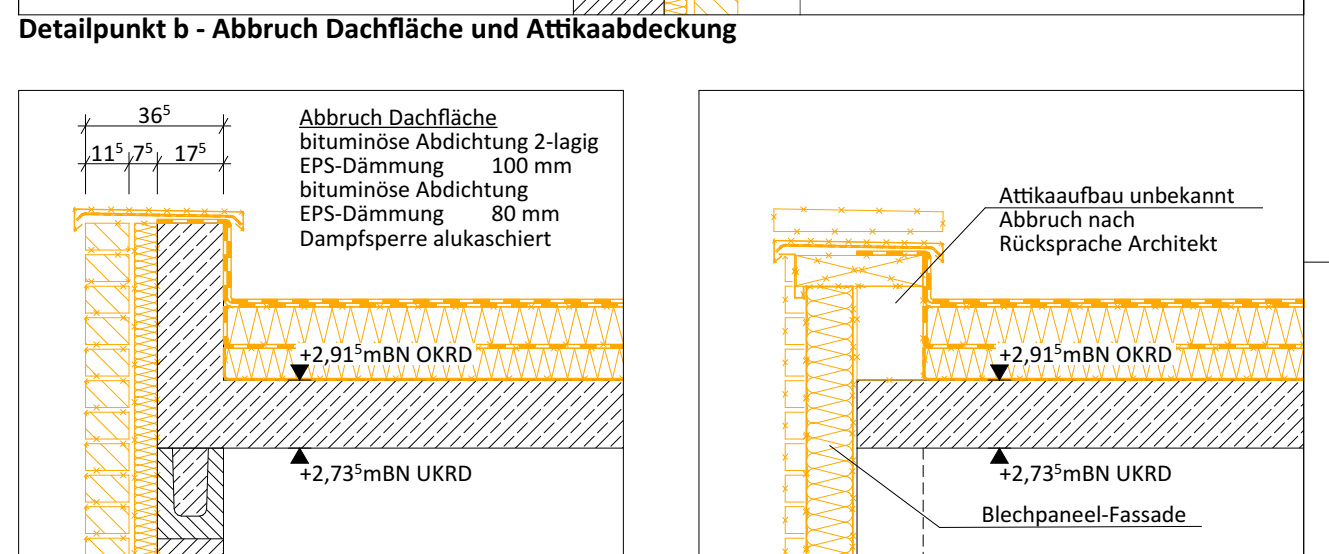 Detailpunkt b - Abbruch Dachfläche und Attikaabdeckung
36⁵
11⁵ 7⁵ 17⁵
Abbruch Dachfläche
bituminöse Abdichtung 2-lagig
EPS-Dämmung 100 mm
bituminöse Abdichtung
EPS-Dämmung 80 mm
Dampfsperre alukaschiert
+2,91⁵mBN OKRD
+2,73⁵mBN UKRD
Attikaaufbau unbekannt
Abbruch nach
Rücksprache Architekt
+2,91⁵mBN OKRD
+2,73⁵mBN UKRD
Blechpaneel-Fassade